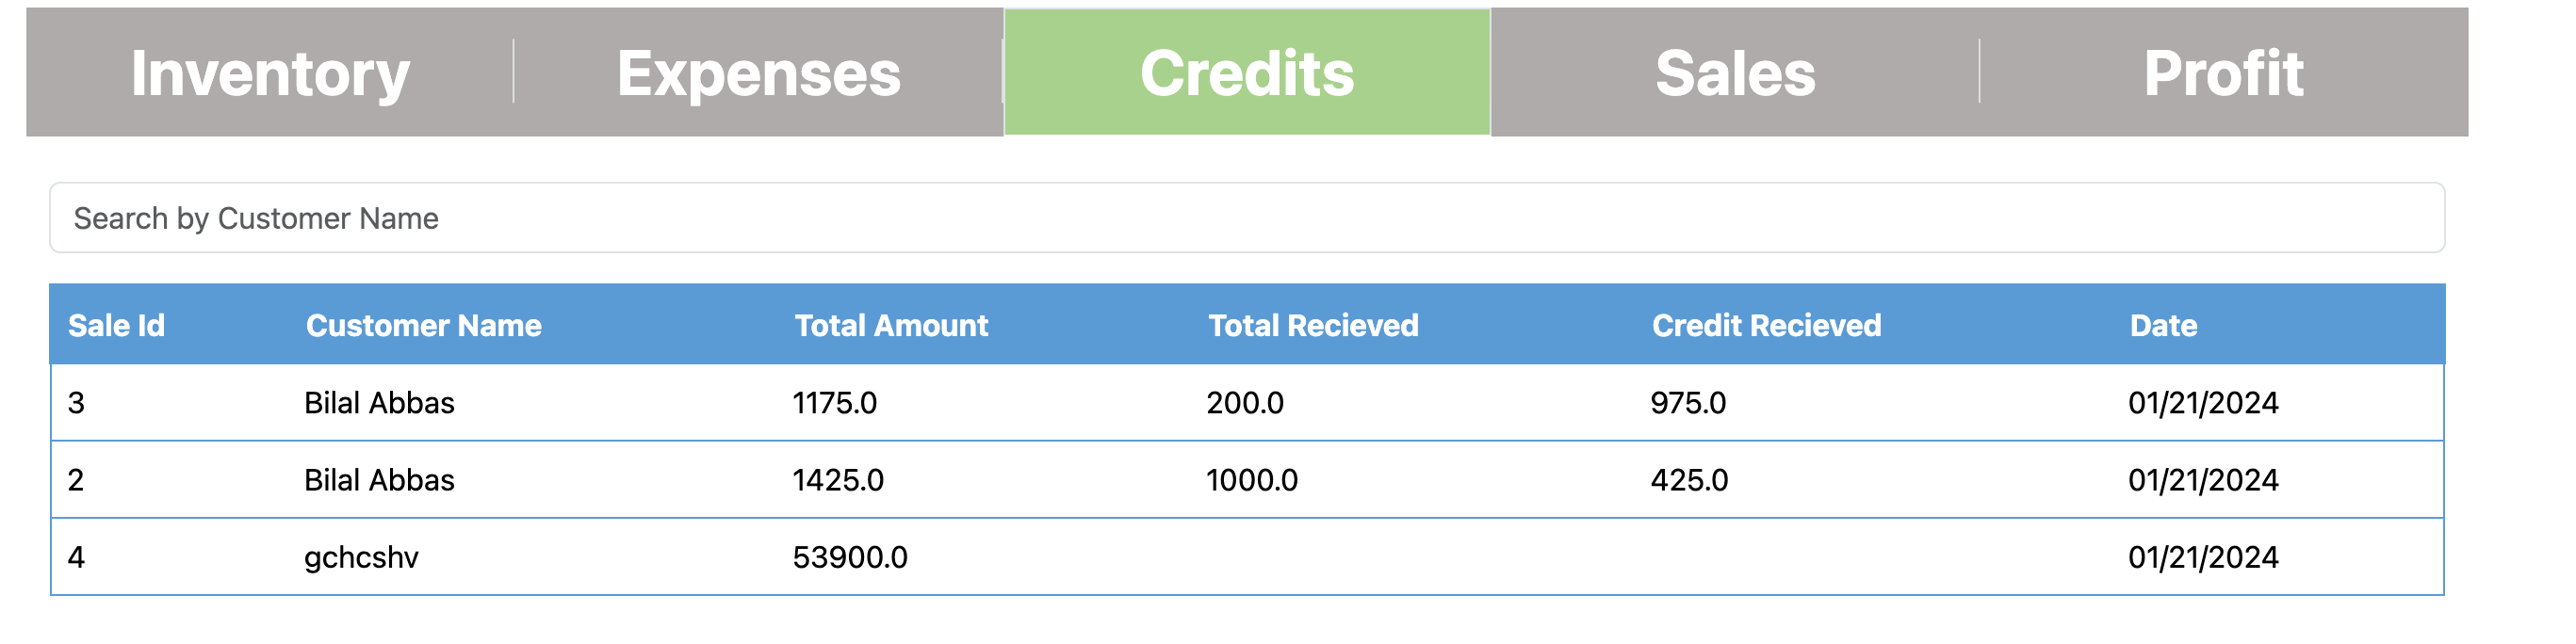 Inventory Expenses Credits Sales Profit
Search by Customer Name
Sale Id Customer Name Total Amount Total Recieved Credit Recieved Date
3 Bilal Abbas 1175.0 200.0 975.0 01/21/2024
2 Bilal Abbas 1425.0 1000.0 425.0 01/21/2024
4 gchcshv 53900.0 01/21/2024